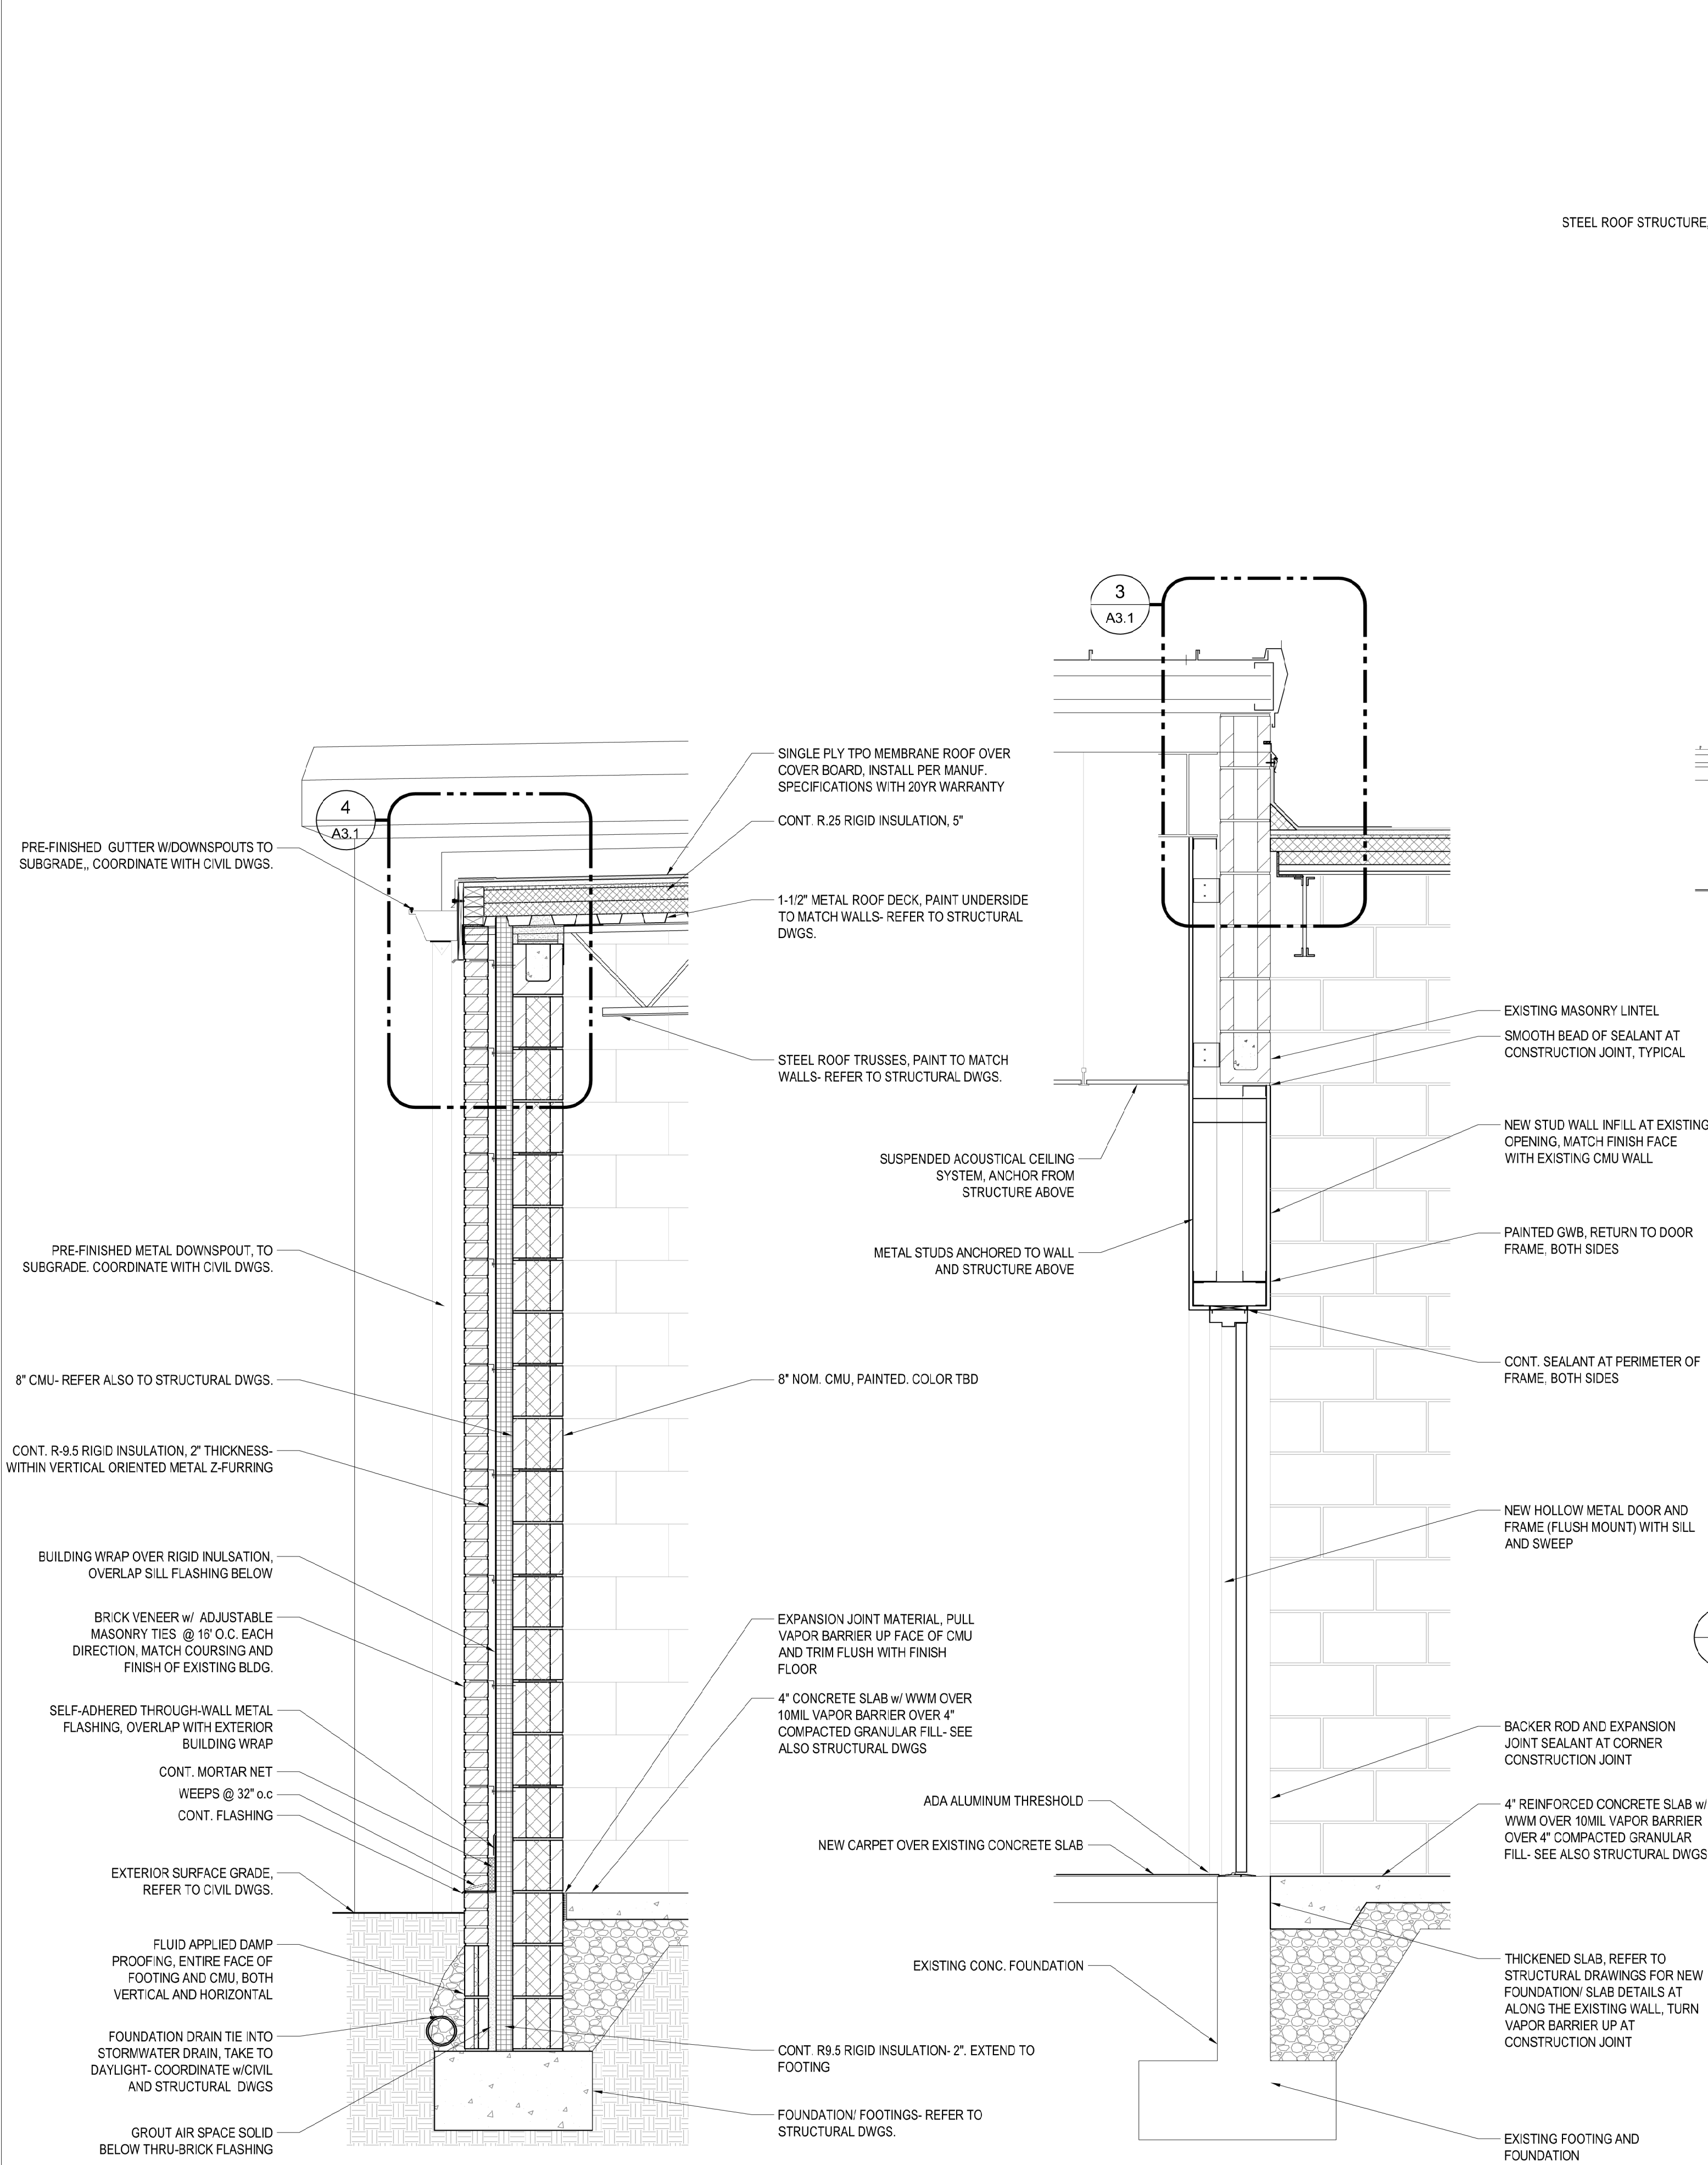 STEEL ROOF STRUCTURE,
3
A3.1
4
A3.1
PRE-FINISHED GUTTER W/DOWNSPOUTS TO
SUBGRADE,, COORDINATE WITH CIVIL DWGS.
PRE-FINISHED METAL DOWNSPOUT, TO
SUBGRADE. COORDINATE WITH CIVIL DWGS.
8" CMU- REFER ALSO TO STRUCTURAL DWGS.
CONT. R-9.5 RIGID INSULATION, 2" THICKNESS-
WITHIN VERTICAL ORIENTED METAL Z-FURRING
BUILDING WRAP OVER RIGID INULSATION,
OVERLAP SILL FLASHING BELOW
BRICK VENEER w/ ADJUSTABLE
MASONRY TIES @ 16' O.C. EACH
DIRECTION, MATCH COURSING AND
FINISH OF EXISTING BLDG.
SELF-ADHERED THROUGH-WALL METAL
FLASHING, OVERLAP WITH EXTERIOR
BUILDING WRAP
CONT. MORTAR NET
WEEPS @ 32" o.c
CONT. FLASHING
EXTERIOR SURFACE GRADE,
REFER TO CIVIL DWGS.
FLUID APPLIED DAMP
PROOFING, ENTIRE FACE OF
FOOTING AND CMU, BOTH
VERTICAL AND HORIZONTAL
FOUNDATION DRAIN TIE INTO
STORMWATER DRAIN, TAKE TO
DAYLIGHT- COORDINATE w/CIVIL
AND STRUCTURAL DWGS
GROUT AIR SPACE SOLID
BELOW THRU-BRICK FLASHING
SINGLE PLY TPO MEMBRANE ROOF OVER
COVER BOARD, INSTALL PER MANUF.
SPECIFICATIONS WITH 20YR WARRANTY
CONT. R.25 RIGID INSULATION, 5"
1-1/2" METAL ROOF DECK, PAINT UNDERSIDE
TO MATCH WALLS- REFER TO STRUCTURAL
DWGS.
STEEL ROOF TRUSSES, PAINT TO MATCH
WALLS- REFER TO STRUCTURAL DWGS.
8" NOM. CMU, PAINTED. COLOR TBD
EXPANSION JOINT MATERIAL, PULL
VAPOR BARRIER UP FACE OF CMU
AND TRIM FLUSH WITH FINISH
FLOOR
4" CONCRETE SLAB w/ WWM OVER
10MIL VAPOR BARRIER OVER 4"
COMPACTED GRANULAR FILL- SEE
ALSO STRUCTURAL DWGS
CONT. R9.5 RIGID INSULATION- 2". EXTEND TO
FOOTING
FOUNDATION/ FOOTINGS- REFER TO
STRUCTURAL DWGS.
SUSPENDED ACOUSTICAL CEILING
SYSTEM, ANCHOR FROM
STRUCTURE ABOVE
METAL STUDS ANCHORED TO WALL
AND STRUCTURE ABOVE
ADA ALUMINUM THRESHOLD
NEW CARPET OVER EXISTING CONCRETE SLAB
EXISTING CONC. FOUNDATION
EXISTING MASONRY LINTEL
SMOOTH BEAD OF SEALANT AT
CONSTRUCTION JOINT, TYPICAL
NEW STUD WALL INFILL AT EXISTING
OPENING, MATCH FINISH FACE
WITH EXISTING CMU WALL
PAINTED GWB, RETURN TO DOOR
FRAME, BOTH SIDES
CONT. SEALANT AT PERIMETER OF
FRAME, BOTH SIDES
NEW HOLLOW METAL DOOR AND
FRAME (FLUSH MOUNT) WITH SILL
AND SWEEP
BACKER ROD AND EXPANSION
JOINT SEALANT AT CORNER
CONSTRUCTION JOINT
4" REINFORCED CONCRETE SLAB w/
WWM OVER 10MIL VAPOR BARRIER
OVER 4" COMPACTED GRANULAR
FILL- SEE ALSO STRUCTURAL DWGS
THICKENED SLAB, REFER TO
STRUCTURAL DRAWINGS FOR NEW
FOUNDATION/ SLAB DETAILS AT
ALONG THE EXISTING WALL, TURN
VAPOR BARRIER UP AT
CONSTRUCTION JOINT
EXISTING FOOTING AND
FOUNDATION